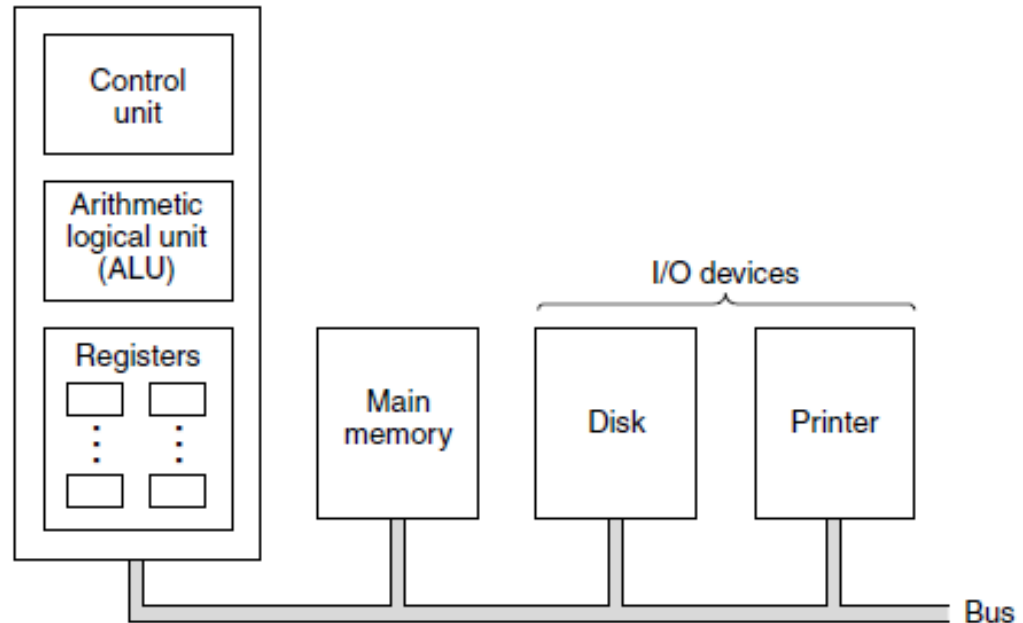 Control
unit
Arithmetic
logical unit
(ALU)
Registers
I/O devices
Main
memory
Disk
Printer
Bus